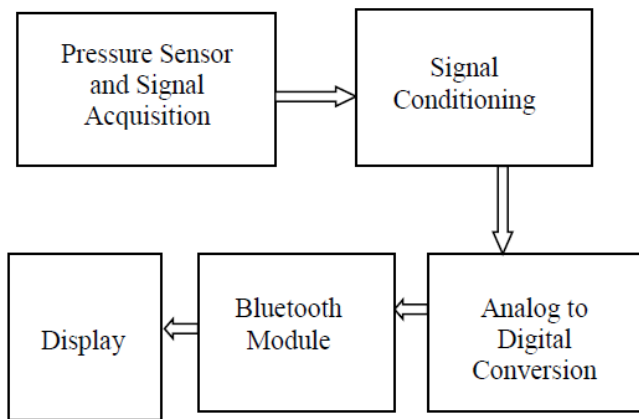 Pressure Sensor
and Signal
Acquisition
Signal
Conditioning
Analog to
Digital
Conversion
Bluetooth
Module
Display